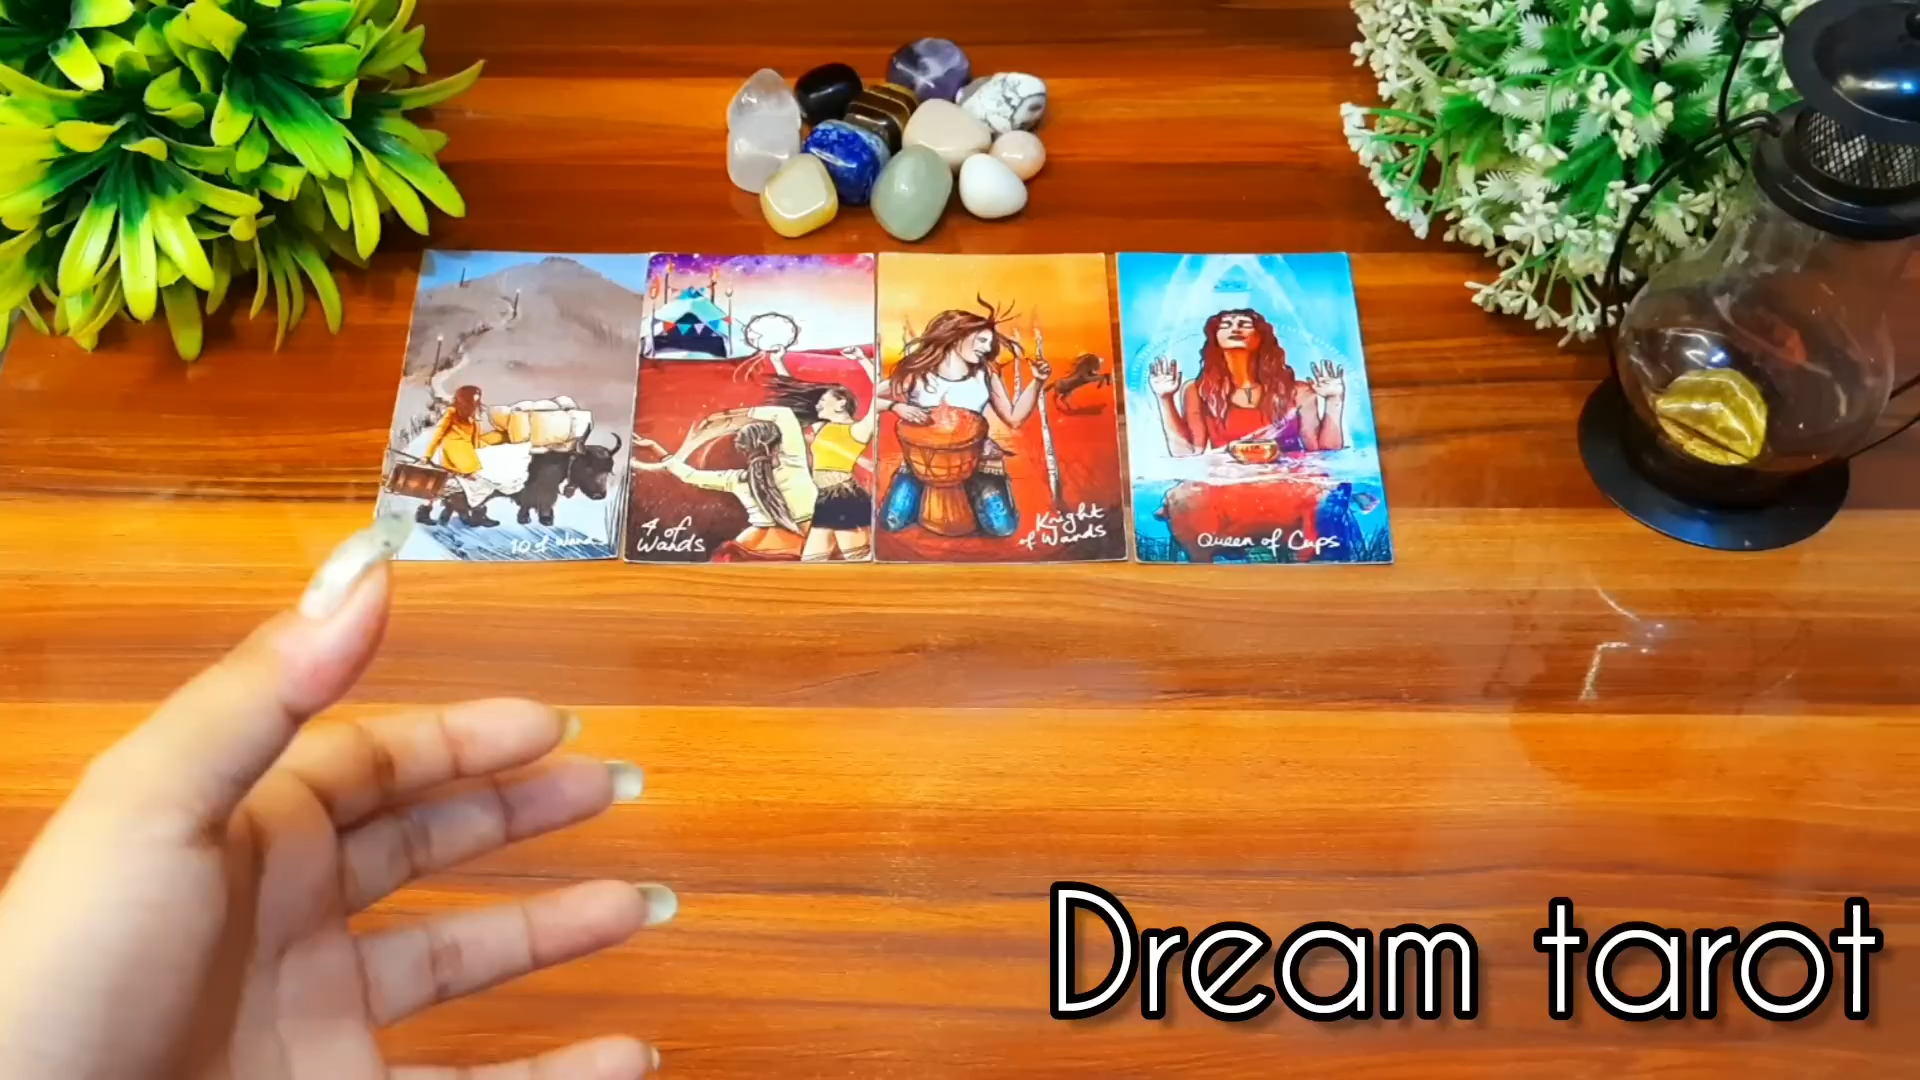 10 of Wands
4 of
Wands
Knight
of Wands
Queen of Cups
Dream tarot